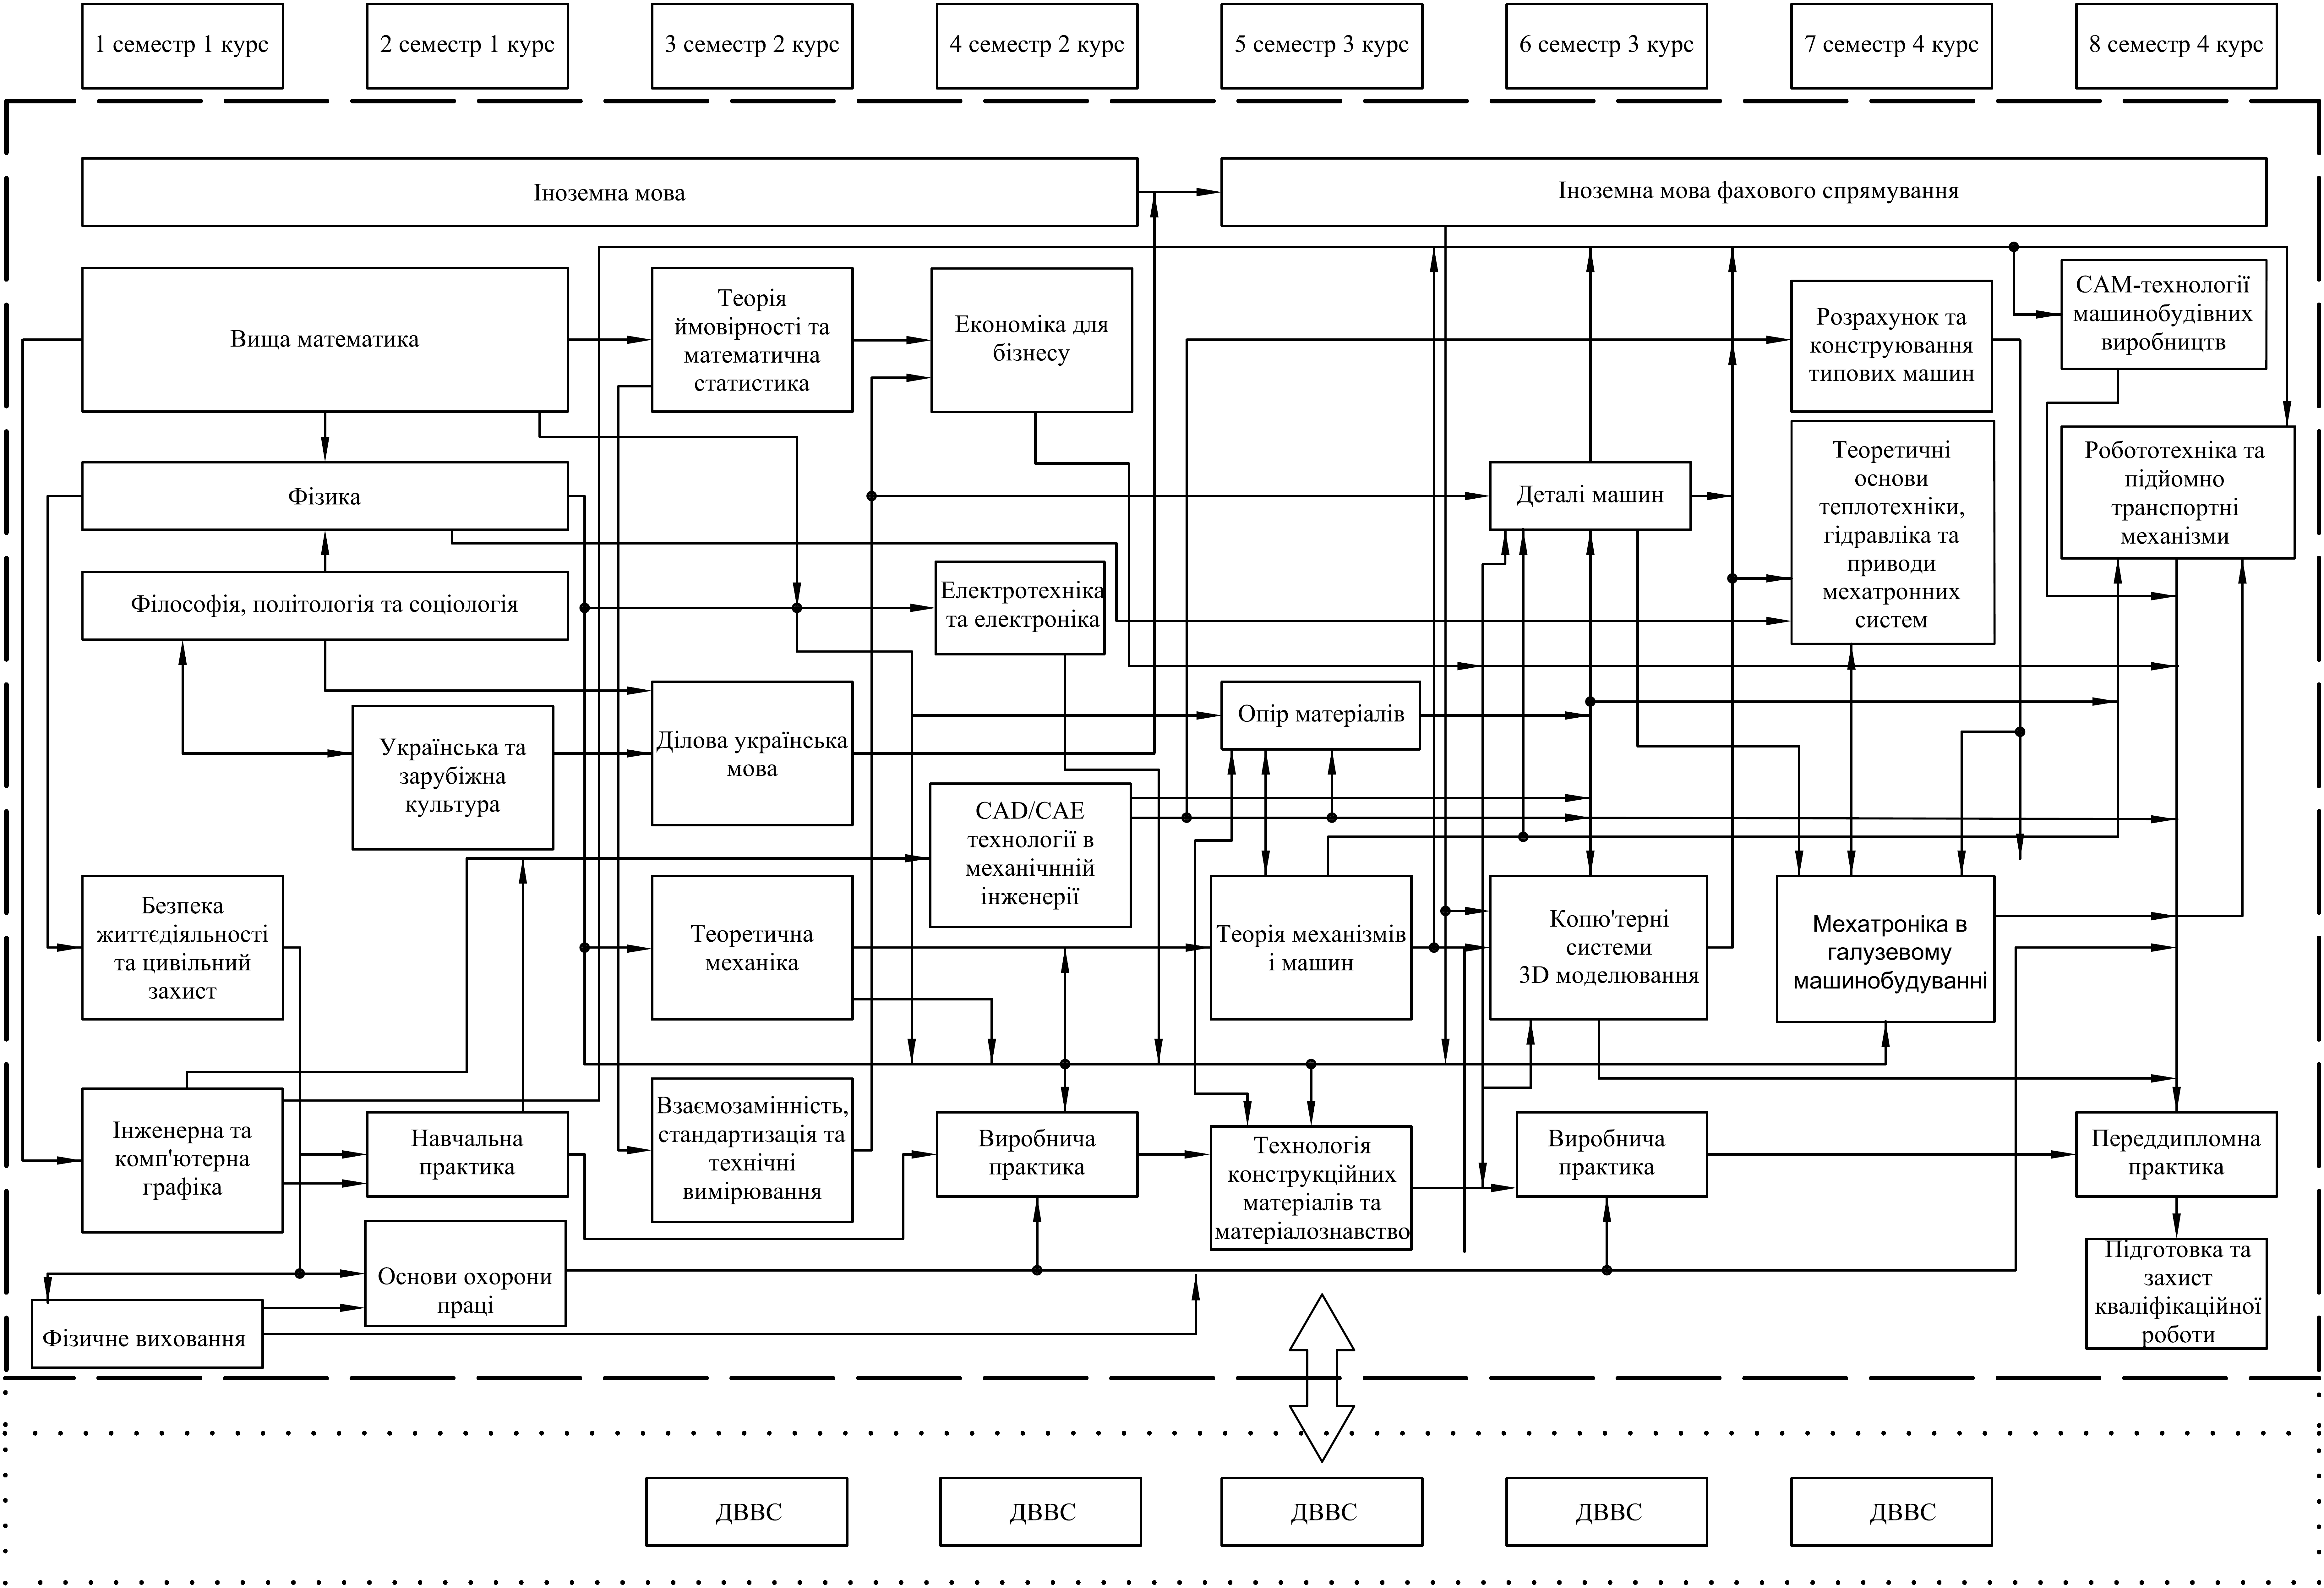 1 семестр 1 курс
2 семестр 1 курс
3 семестр 2 курс
4 семестр 2 курс
5 семестр 3 курс
6 семестр 3 курс
7 семестр 4 курс
8 семестр 4 курс
Іноземна мова
Іноземна мова фахового спрямування
Вища математика
Теорія
ймовірності та
математична
статистика
Економіка для
бізнесу
Розрахунок та
конструювання
типових машин
САМ-технології
машинобудівних
виробництв
Фізика
Деталі машин
Теоретичні
основи
теплотехніки,
гідравліка та
приводи
мехатронних
систем
Робототехніка та
підйомно
транспортні
механізми
Філософія, політологія та соціологія
Електротехніка
та електроніка
Українська та
зарубіжна
культура
Ділова українська
мова
Опір матеріалів
CAD/CAE
технології в
механічнній
інженерії
Безпека
життєдіяльності
та цивільний
захист
Теоретична
механіка
Теорія механізмів
і машин
Копю'терні
системи
3D моделювання
Мехатроніка в
галузевому
машинобудуванні
Інженерна та
комп'ютерна
графіка
Навчальна
практика
Взаємозамінність,
стандартизація та
технічні
вимірювання
Виробнича
практика
Технологія
конструкційних
матеріалів та
матеріалознавство
Виробнича
практика
Переддипломна
практика
Основи охорони
праці
Фізичне виховання
Підготовка та
захист
кваліфікаційної
роботи
ДВВС
ДВВС
ДВВС
ДВВС
ДВВС